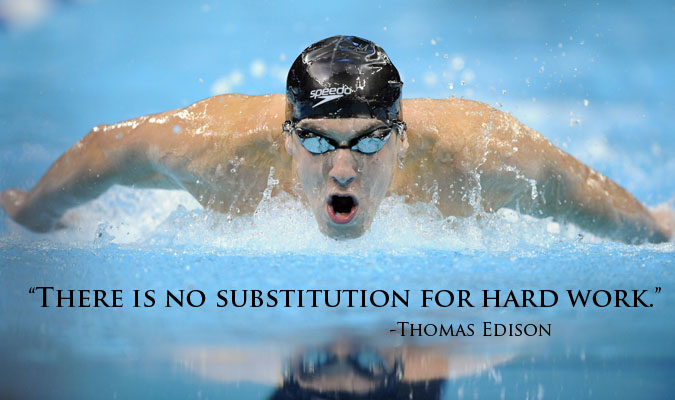 speedo
“There is no substitution for hard work.”
-Thomas Edison